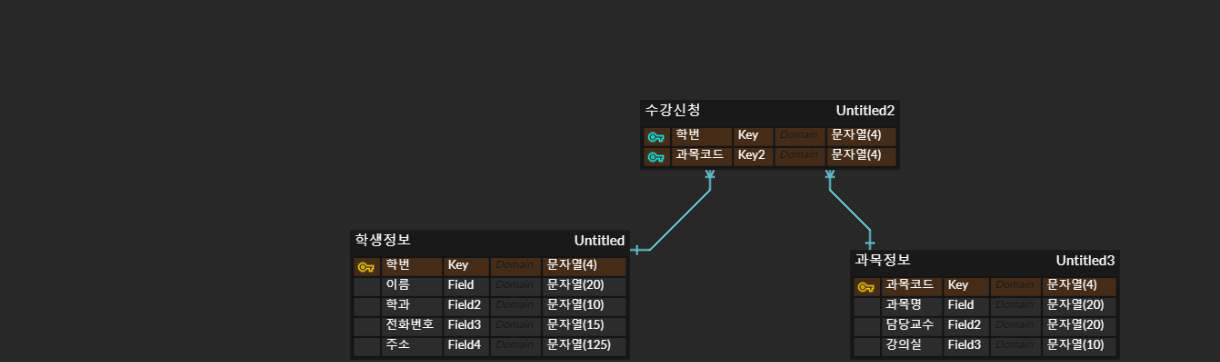 수강신청 Untitled2
학번 Key Domain 문자열(4)
과목코드 Key2 Domain 문자열(4)
학생정보 Untitled
학번 Key Domain 문자열(4)
이름 Field Domain 문자열(20)
학과 Field2 Domain 문자열(10)
전화번호 Field3 Domain 문자열(15)
주소 Field4 Domain 문자열(125)
과목정보 Untitled3
과목코드 Key Domain 문자열(4)
과목명 Field Domain 문자열(20)
담당교수 Field2 Domain 문자열(20)
강의실 Field3 Domain 문자열(10)